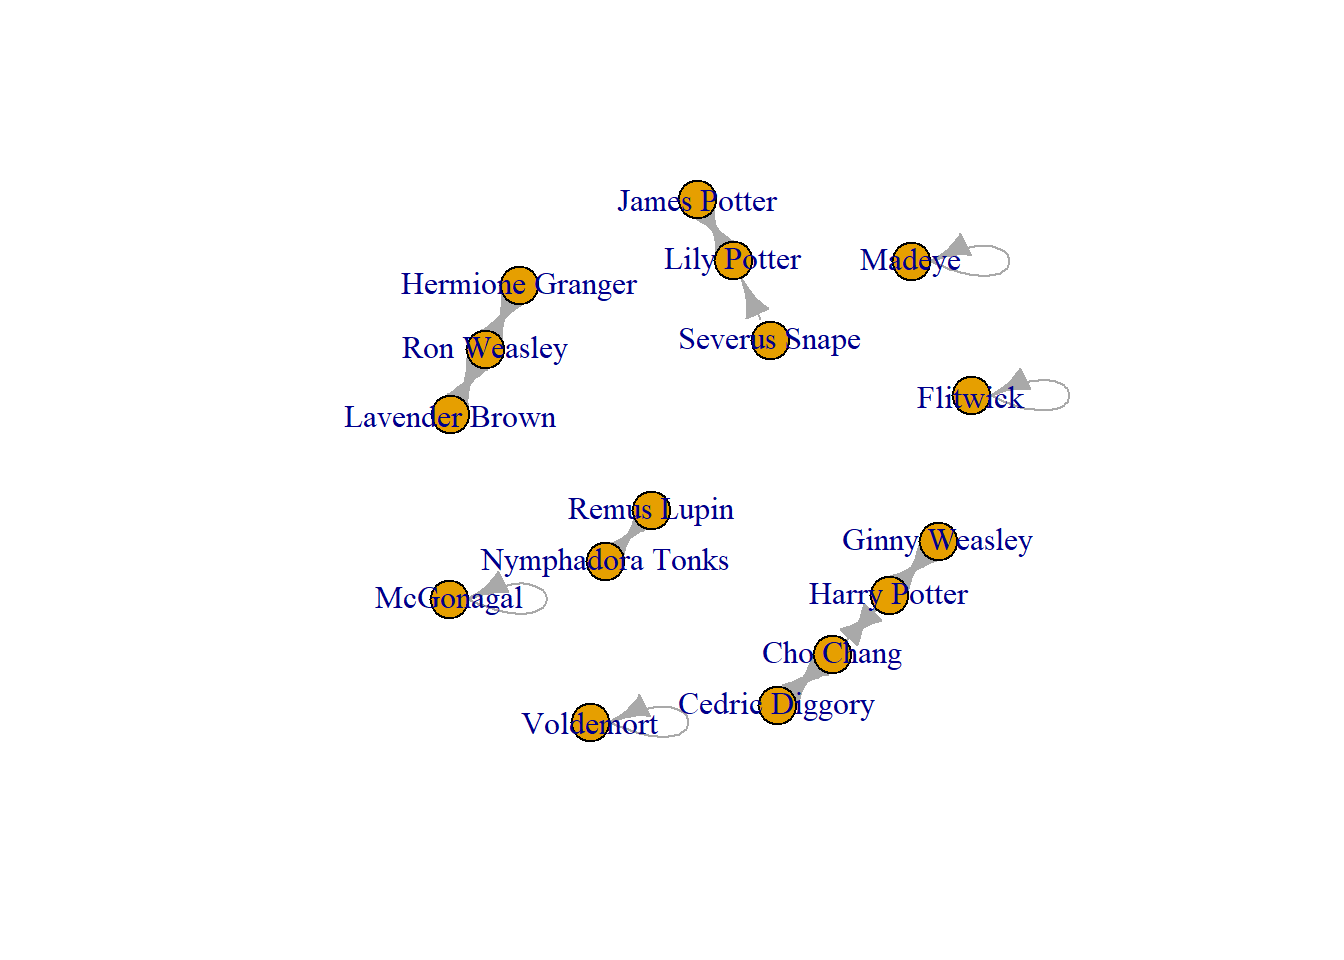 James Potter
Lily Potter
Madeye
Hermione Granger
Severus Snape
Ron Weasley
Flitwick
Lavender Brown
Remus Lupin
Ginny Weasley
Nymphadora Tonks
Harry Potter
McGonagal
Cho Chang
Cedric Diggory
Voldemort